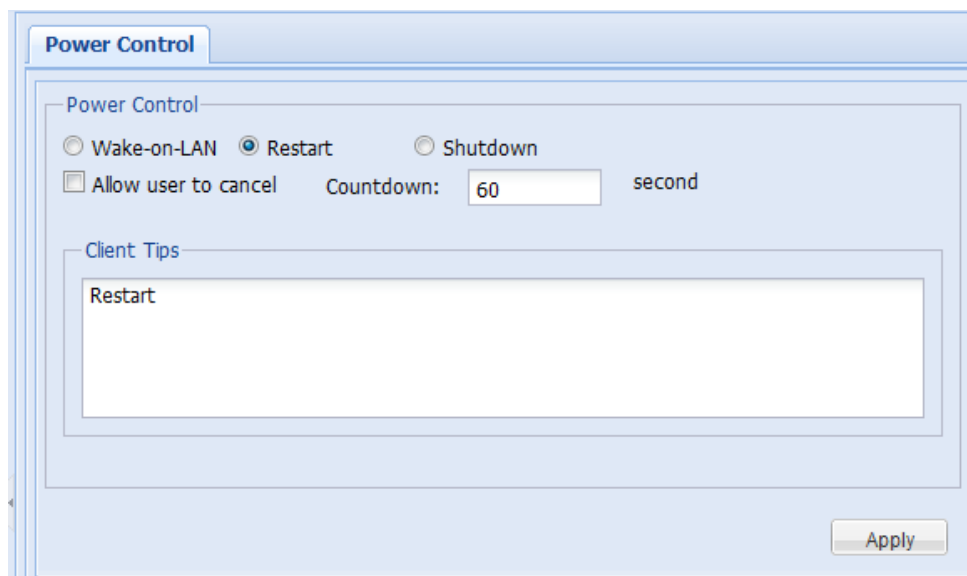 Power Control
Power Control
Wake-on-LAN Restart Shutdown
Allow user to cancel Countdown: 60 second
Client Tips
Restart
Apply